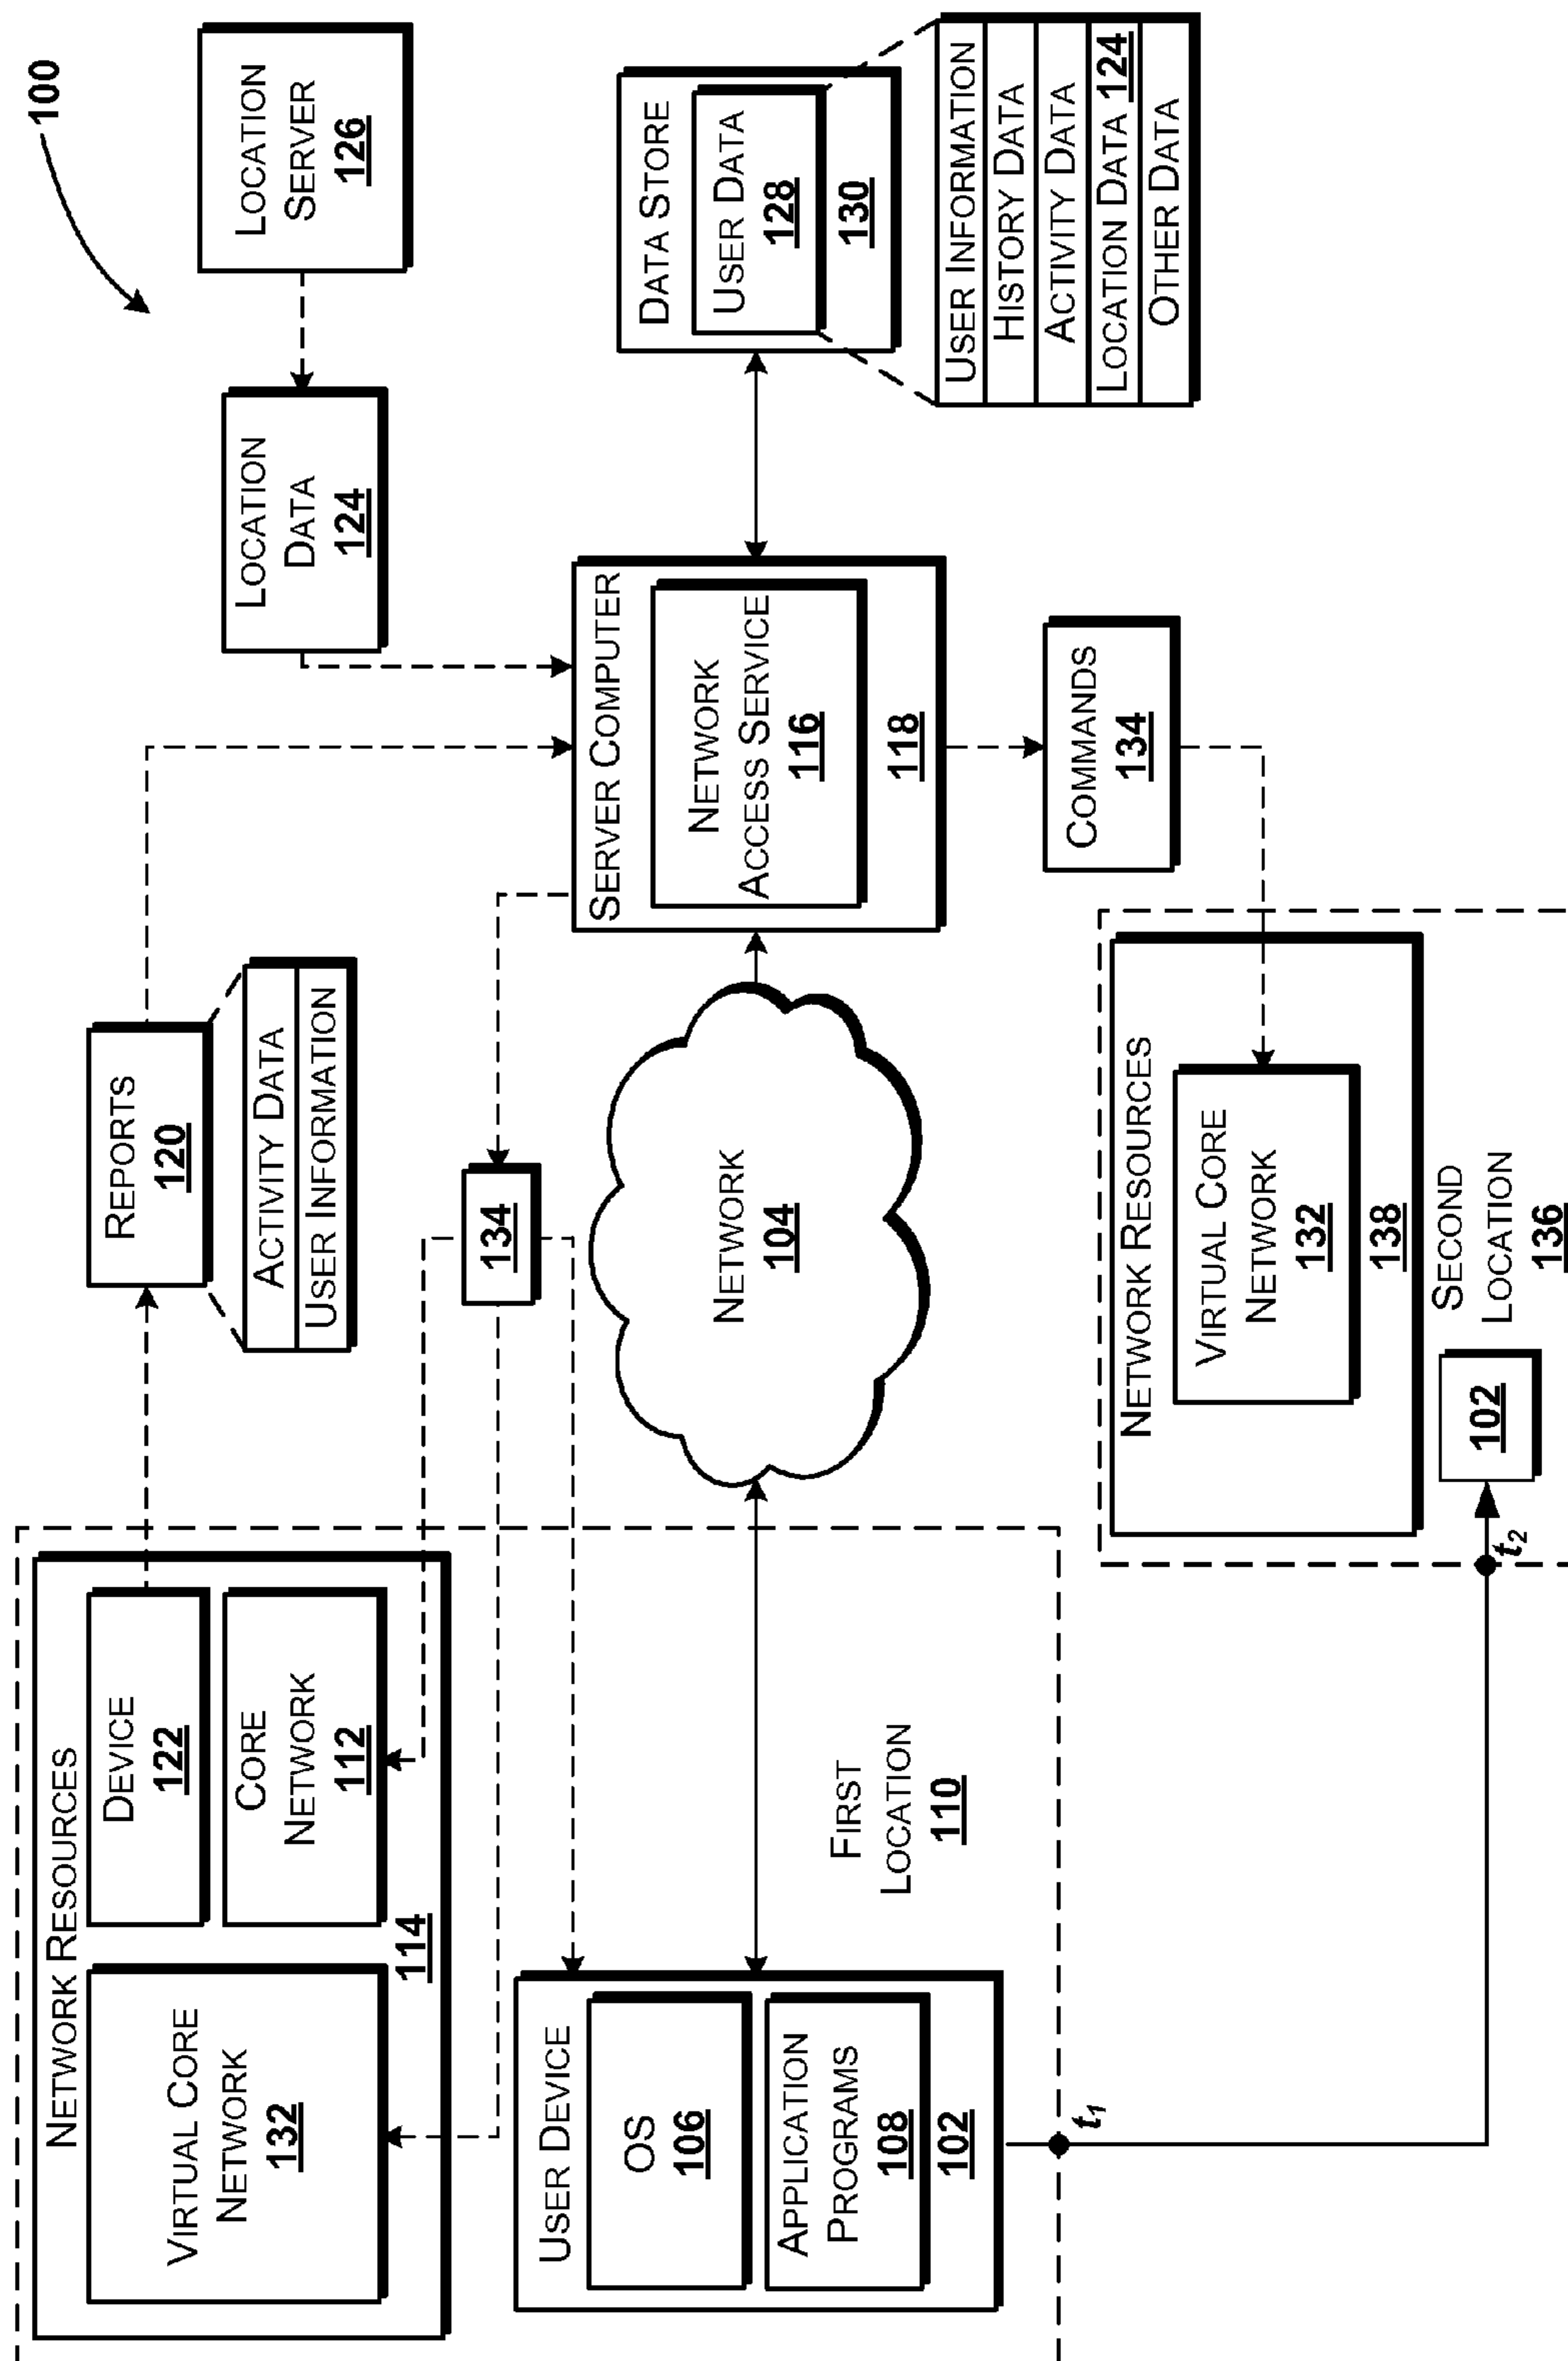 100
NETWORK RESOURCES
VIRTUAL CORE
NETWORK
132
DEVICE
122
CORE
NETWORK
112
114
REPORTS
120
ACTIVITY DATA
USER INFORMATION
LOCATION
DATA
124
LOCATION
SERVER
126
134
USER DEVICE
OS
106
APPLICATION
PROGRAMS
108
102
FIRST
LOCATION
110
NETWORK
104
SERVER COMPUTER
NETWORK
ACCESS SERVICE
116
118
DATA STORE
USER DATA
128
130
USER INFORMATION
HISTORY DATA
ACTIVITY DATA
LOCATION DATA 124
OTHER DATA
COMMANDS
134
t1
NETWORK RESOURCES
VIRTUAL CORE
NETWORK
132
138
t2
102
SECOND
LOCATION
136